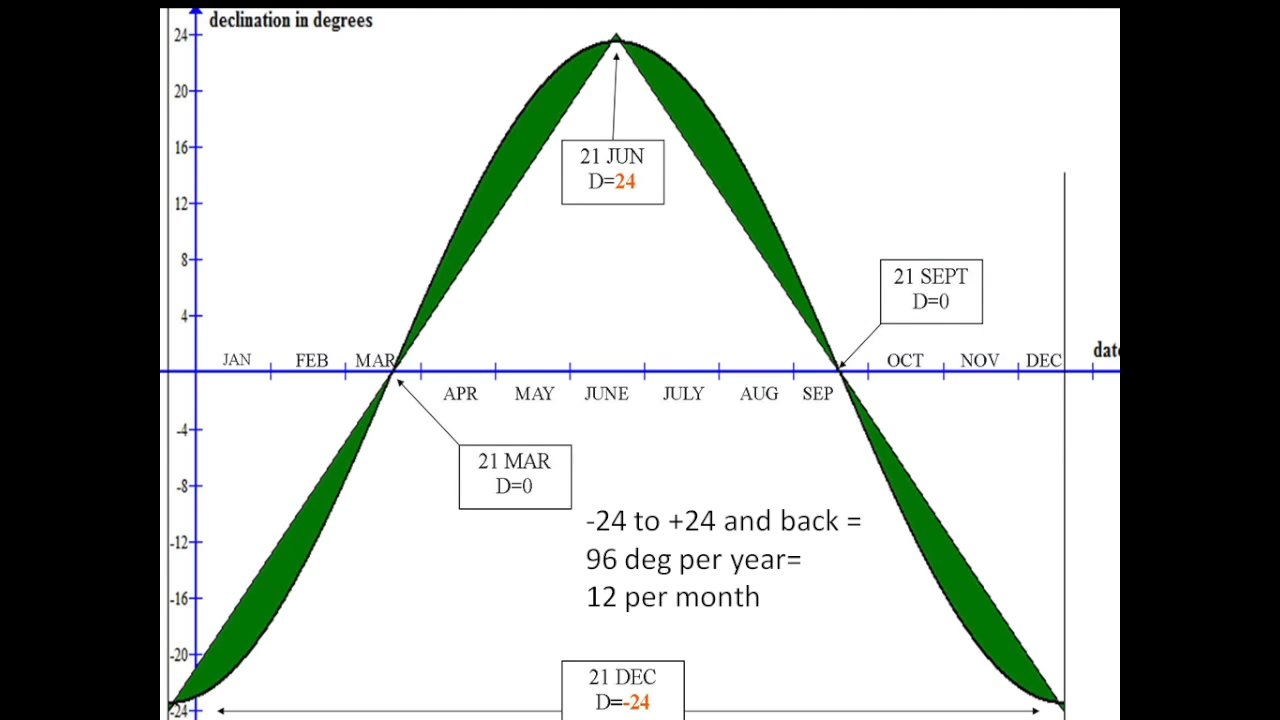 declination in degrees
24
20
16
12
8
4
-4
-8
-12
-16
-20
-24
21 JUN
D=24
21 SEPT
D=0
date
JAN FEB MAR OCT NOV DEC
APR MAY JUNE JULY AUG SEP
21 MAR
D=0
-24 to +24 and back =
96 deg per year=
12 per month
21 DEC
D=-24